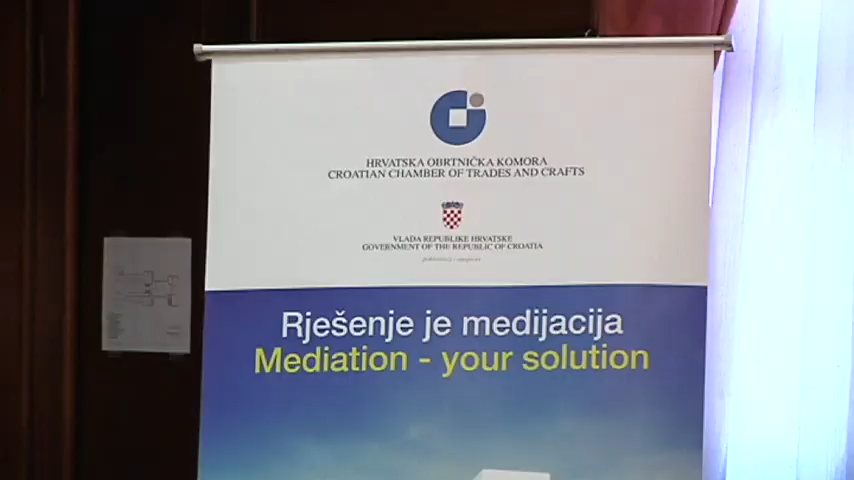 HRVATSKA OBRTNIČKA KOMORA
CROATIAN CHAMBER OF TRADES AND CRAFTS
VLADA REPUBLIKE HRVATSKE
GOVERNMENT OF THE REPUBLIC OF CROATIA
Rješenje je medijacija
Mediation - your solution